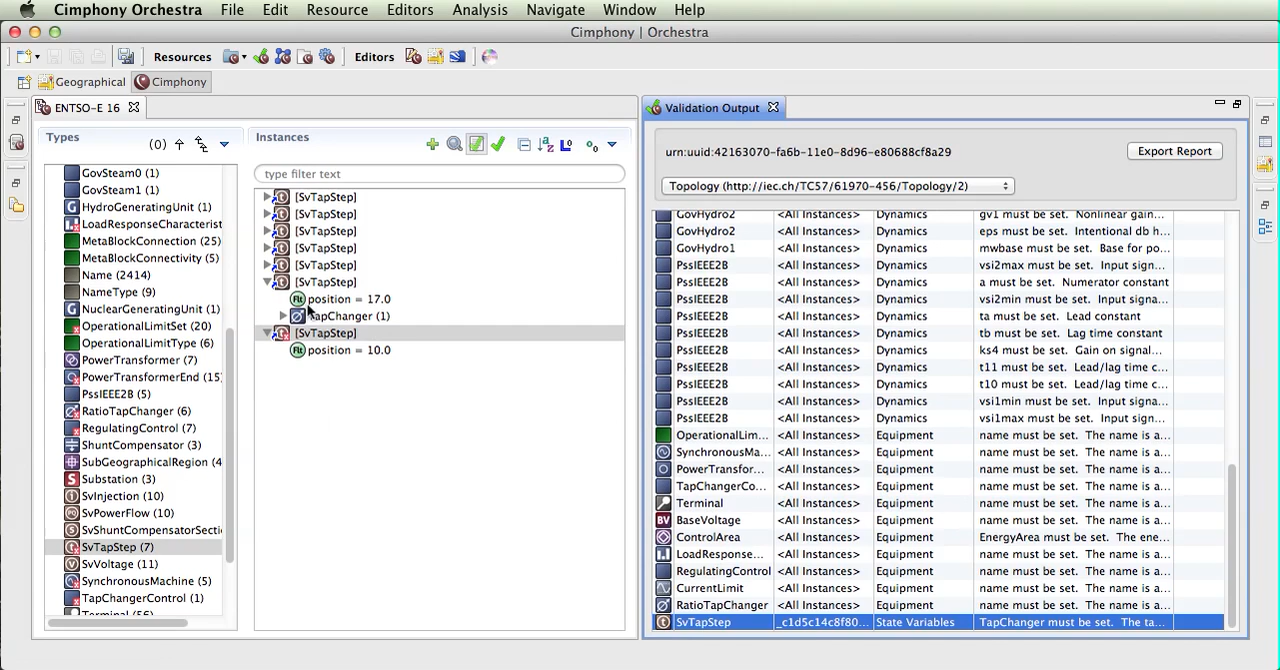 Cimphony Orchestra File Edit Resource Editors Analysis Navigate Window Help
Cimphony | Orchestra
Resources Editors
Geographical Cimphony
ENTSO-E 16
Types (0)
GovSteam0 (1)
GovSteam1 (1)
HydroGeneratingUnit (1)
LoadResponseCharacterist
MetaBlockConnection (25)
MetaBlockConnectivity (5)
Name (2414)
NameType (9)
NuclearGeneratingUnit (1)
OperationalLimitSet (20)
OperationalLimitType (6)
PowerTransformer (7)
PowerTransformerEnd (15)
PssIEEE2B (5)
RatioTapChanger (6)
RegulatingControl (7)
ShuntCompensator (3)
SubGeographicalRegion (4
Substation (3)
SvInjection (10)
SvPowerFlow (10)
SvShuntCompensatorSectio
SvTapStep (7)
SvVoltage (11)
SynchronousMachine (5)
TapChangerControl (1)
Terminal (56)
Instances
type filter text
[SvTapStep]
[SvTapStep]
[SvTapStep]
[SvTapStep]
[SvTapStep]
[SvTapStep]
position = 17.0
TapChanger (1)
[SvTapStep]
position = 10.0
Validation Output
urn:uuid:42163070-fa6b-11e0-8d96-e80688cf8a29 Export Report
Topology (http://iec.ch/TC57/61970-456/Topology/2)
GovHydro2 <All Instances> Dynamics gv1 must be set. Nonlinear gain...
GovHydro2 <All Instances> Dynamics eps must be set. Intentional db h...
GovHydro1 <All Instances> Dynamics mwbase must be set. Base for po...
PssIEEE2B <All Instances> Dynamics vsi2max must be set. Input sign...
PssIEEE2B <All Instances> Dynamics a must be set. Numerator constant
PssIEEE2B <All Instances> Dynamics vsi2min must be set. Input sign...
PssIEEE2B <All Instances> Dynamics ta must be set. Lead constant
PssIEEE2B <All Instances> Dynamics tb must be set. Lag time constant
PssIEEE2B <All Instances> Dynamics ks4 must be set. Gain on signal...
PssIEEE2B <All Instances> Dynamics t11 must be set. Lead/lag time c...
PssIEEE2B <All Instances> Dynamics t10 must be set. Lead/lag time c...
PssIEEE2B <All Instances> Dynamics vsi1min must be set. Input signa...
PssIEEE2B <All Instances> Dynamics vsi1max must be set. Input sign...
OperationalLim... <All Instances> Equipment name must be set. The name is a...
SynchronousMa... <All Instances> Equipment name must be set. The name is a...
PowerTransfor... <All Instances> Equipment name must be set. The name is a...
TapChangerCo... <All Instances> Equipment name must be set. The name is a...
Terminal <All Instances> Equipment name must be set. The name is a...
BaseVoltage <All Instances> Equipment name must be set. The name is a...
ControlArea <All Instances> Equipment EnergyArea must be set. The ene...
LoadResponse... <All Instances> Equipment name must be set. The name is a...
RegulatingControl <All Instances> Equipment name must be set. The name is a...
CurrentLimit <All Instances> Equipment name must be set. The name is a...
RatioTapChanger <All Instances> Equipment name must be set. The name is a...
SvTapStep _c1d5c14c8f80... State Variables TapChanger must be set. The ta...